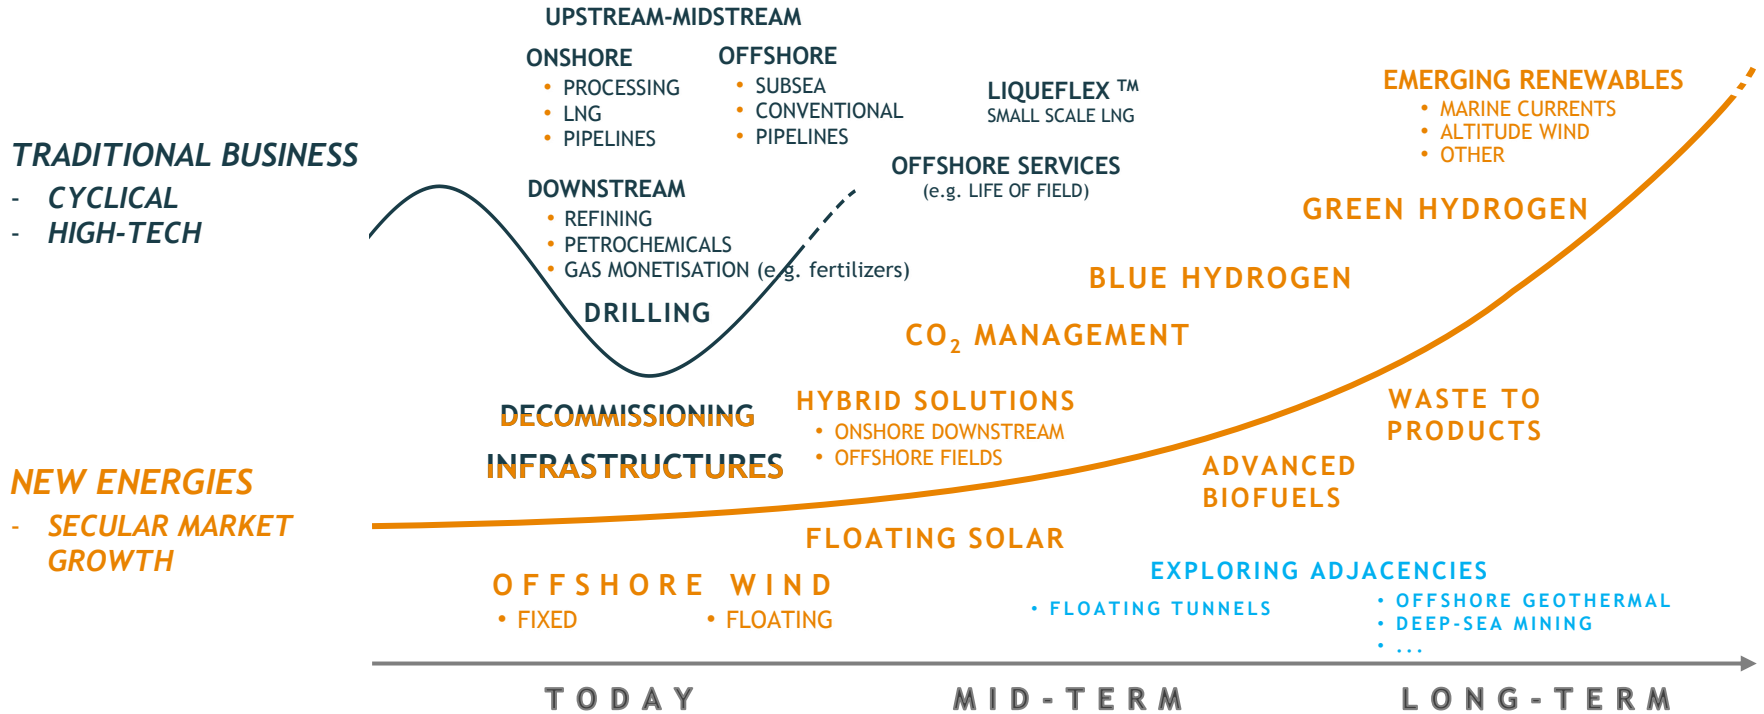 UPSTREAM-MIDSTREAM
ONSHORE
• PROCESSING
• LNG
• PIPELINES
OFFSHORE
• SUBSEA
• CONVENTIONAL
• PIPELINES
LIQUEFLEX ™
SMALL SCALE LNG
EMERGING RENEWABLES
• MARINE CURRENTS
• ALTITUDE WIND
• OTHER
TRADITIONAL BUSINESS
- CYCLICAL
- HIGH-TECH
OFFSHORE SERVICES
(e.g. LIFE OF FIELD)
DOWNSTREAM
• REFINING
• PETROCHEMICALS
• GAS MONETISATION (e.g. fertilizers)
DRILLING
GREEN HYDROGEN
BLUE HYDROGEN
CO₂ MANAGEMENT
DECOMMISSIONING
INFRASTRUCTURES
HYBRID SOLUTIONS
• ONSHORE DOWNSTREAM
• OFFSHORE FIELDS
WASTE TO
PRODUCTS
ADVANCED
BIOFUELS
NEW ENERGIES
- SECULAR MARKET
GROWTH
FLOATING SOLAR
OFFSHORE WIND
• FIXED
• FLOATING
EXPLORING ADJACENCIES
• FLOATING TUNNELS
• OFFSHORE GEOTHERMAL
• DEEP-SEA MINING
• ...
TODAY
MID-TERM
LONG-TERM